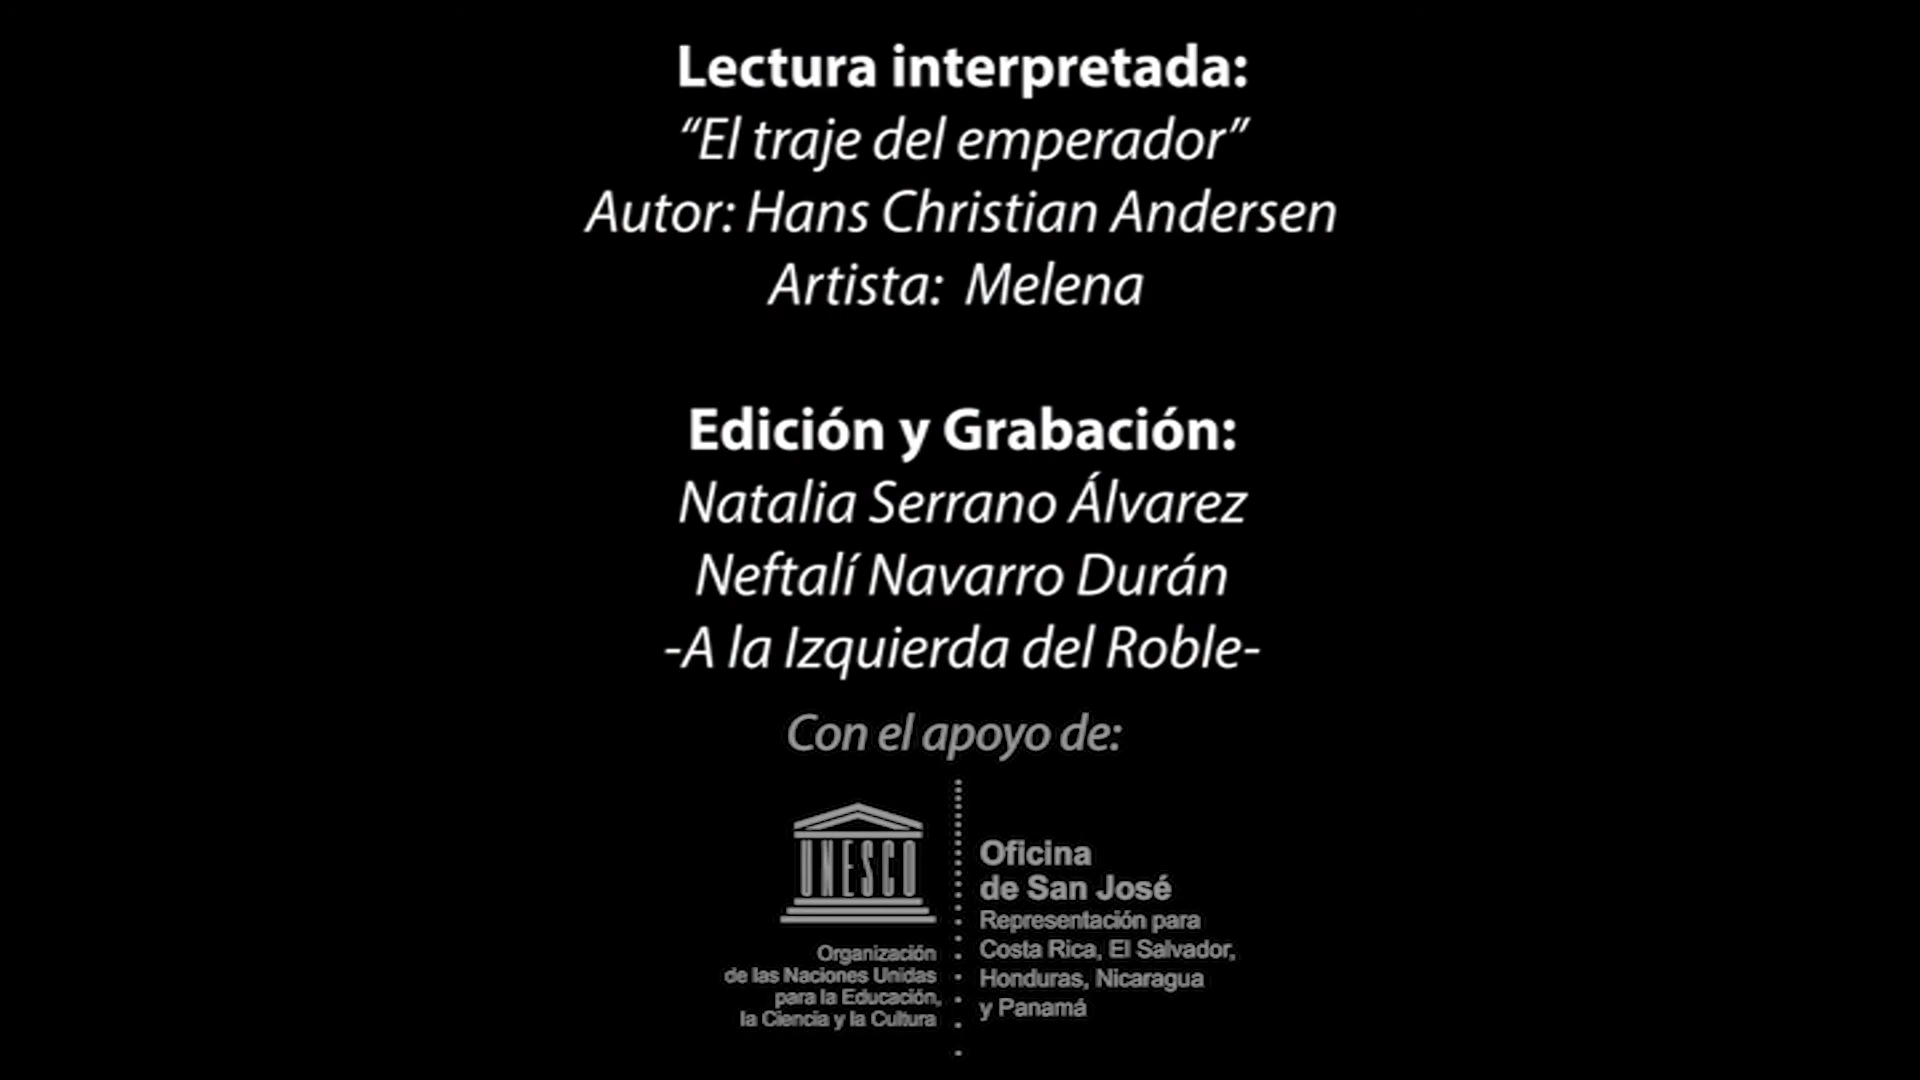 Lectura interpretada:
“El traje del emperador”
Autor: Hans Christian Andersen
Artista: Melena
Edición y Grabación:
Natalia Serrano Álvarez
Neftalí Navarro Durán
-A la Izquierda del Roble-
Con el apoyo de:
UNESCO
Organización
de las Naciones Unidas
para la Educación,
la Ciencia y la Cultura
Oficina
de San José
Representación para
Costa Rica, El Salvador,
Honduras, Nicaragua
y Panamá